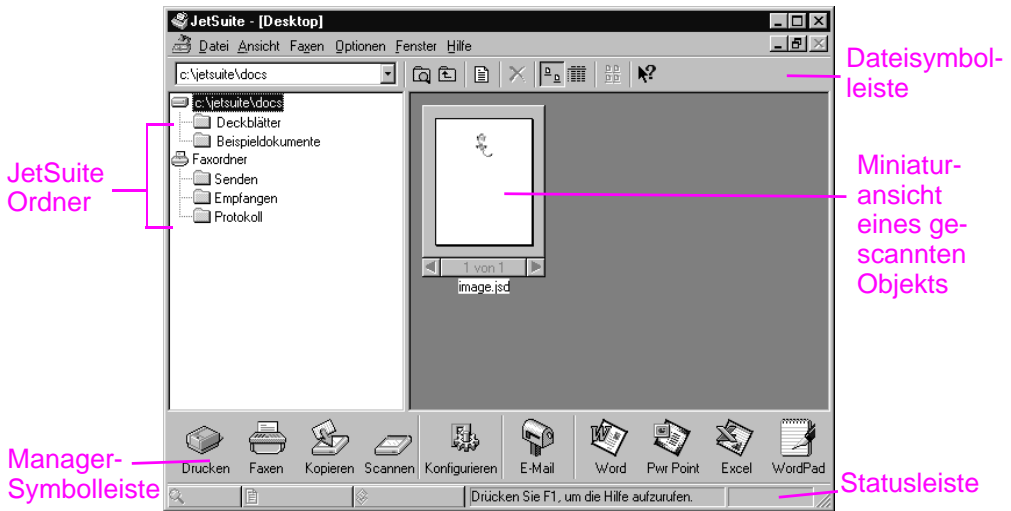 JetSuite - [Desktop]
Datei Ansicht Faxen Optionen Fenster Hilfe
c:\jetsuite\docs
c:\jetsuite\docs
Deckblätter
Beispieldokumente
Faxordner
Senden
Empfangen
Protokoll
1 von 1
image.jsd
Drucken Faxen Kopieren Scannen Konfigurieren E-Mail Word Pwr Point Excel WordPad
Drücken Sie F1, um die Hilfe aufzurufen.
JetSuite
Ordner
Manager-
Symbolleiste
Dateisymbol-
leiste
Miniatur-
ansicht
eines ge-
scannten
Objekts
Statusleiste